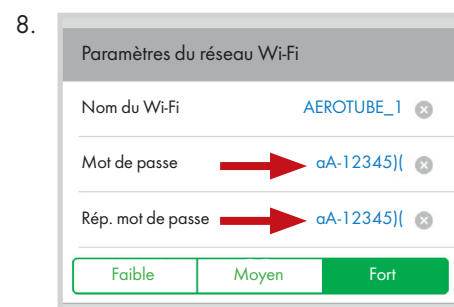 8.
Paramètres du réseau Wi-Fi
Nom du Wi-Fi AEROTUBE_1
Mot de passe aA-12345)(
Rép. mot de passe aA-12345)(
Faible Moyen Fort